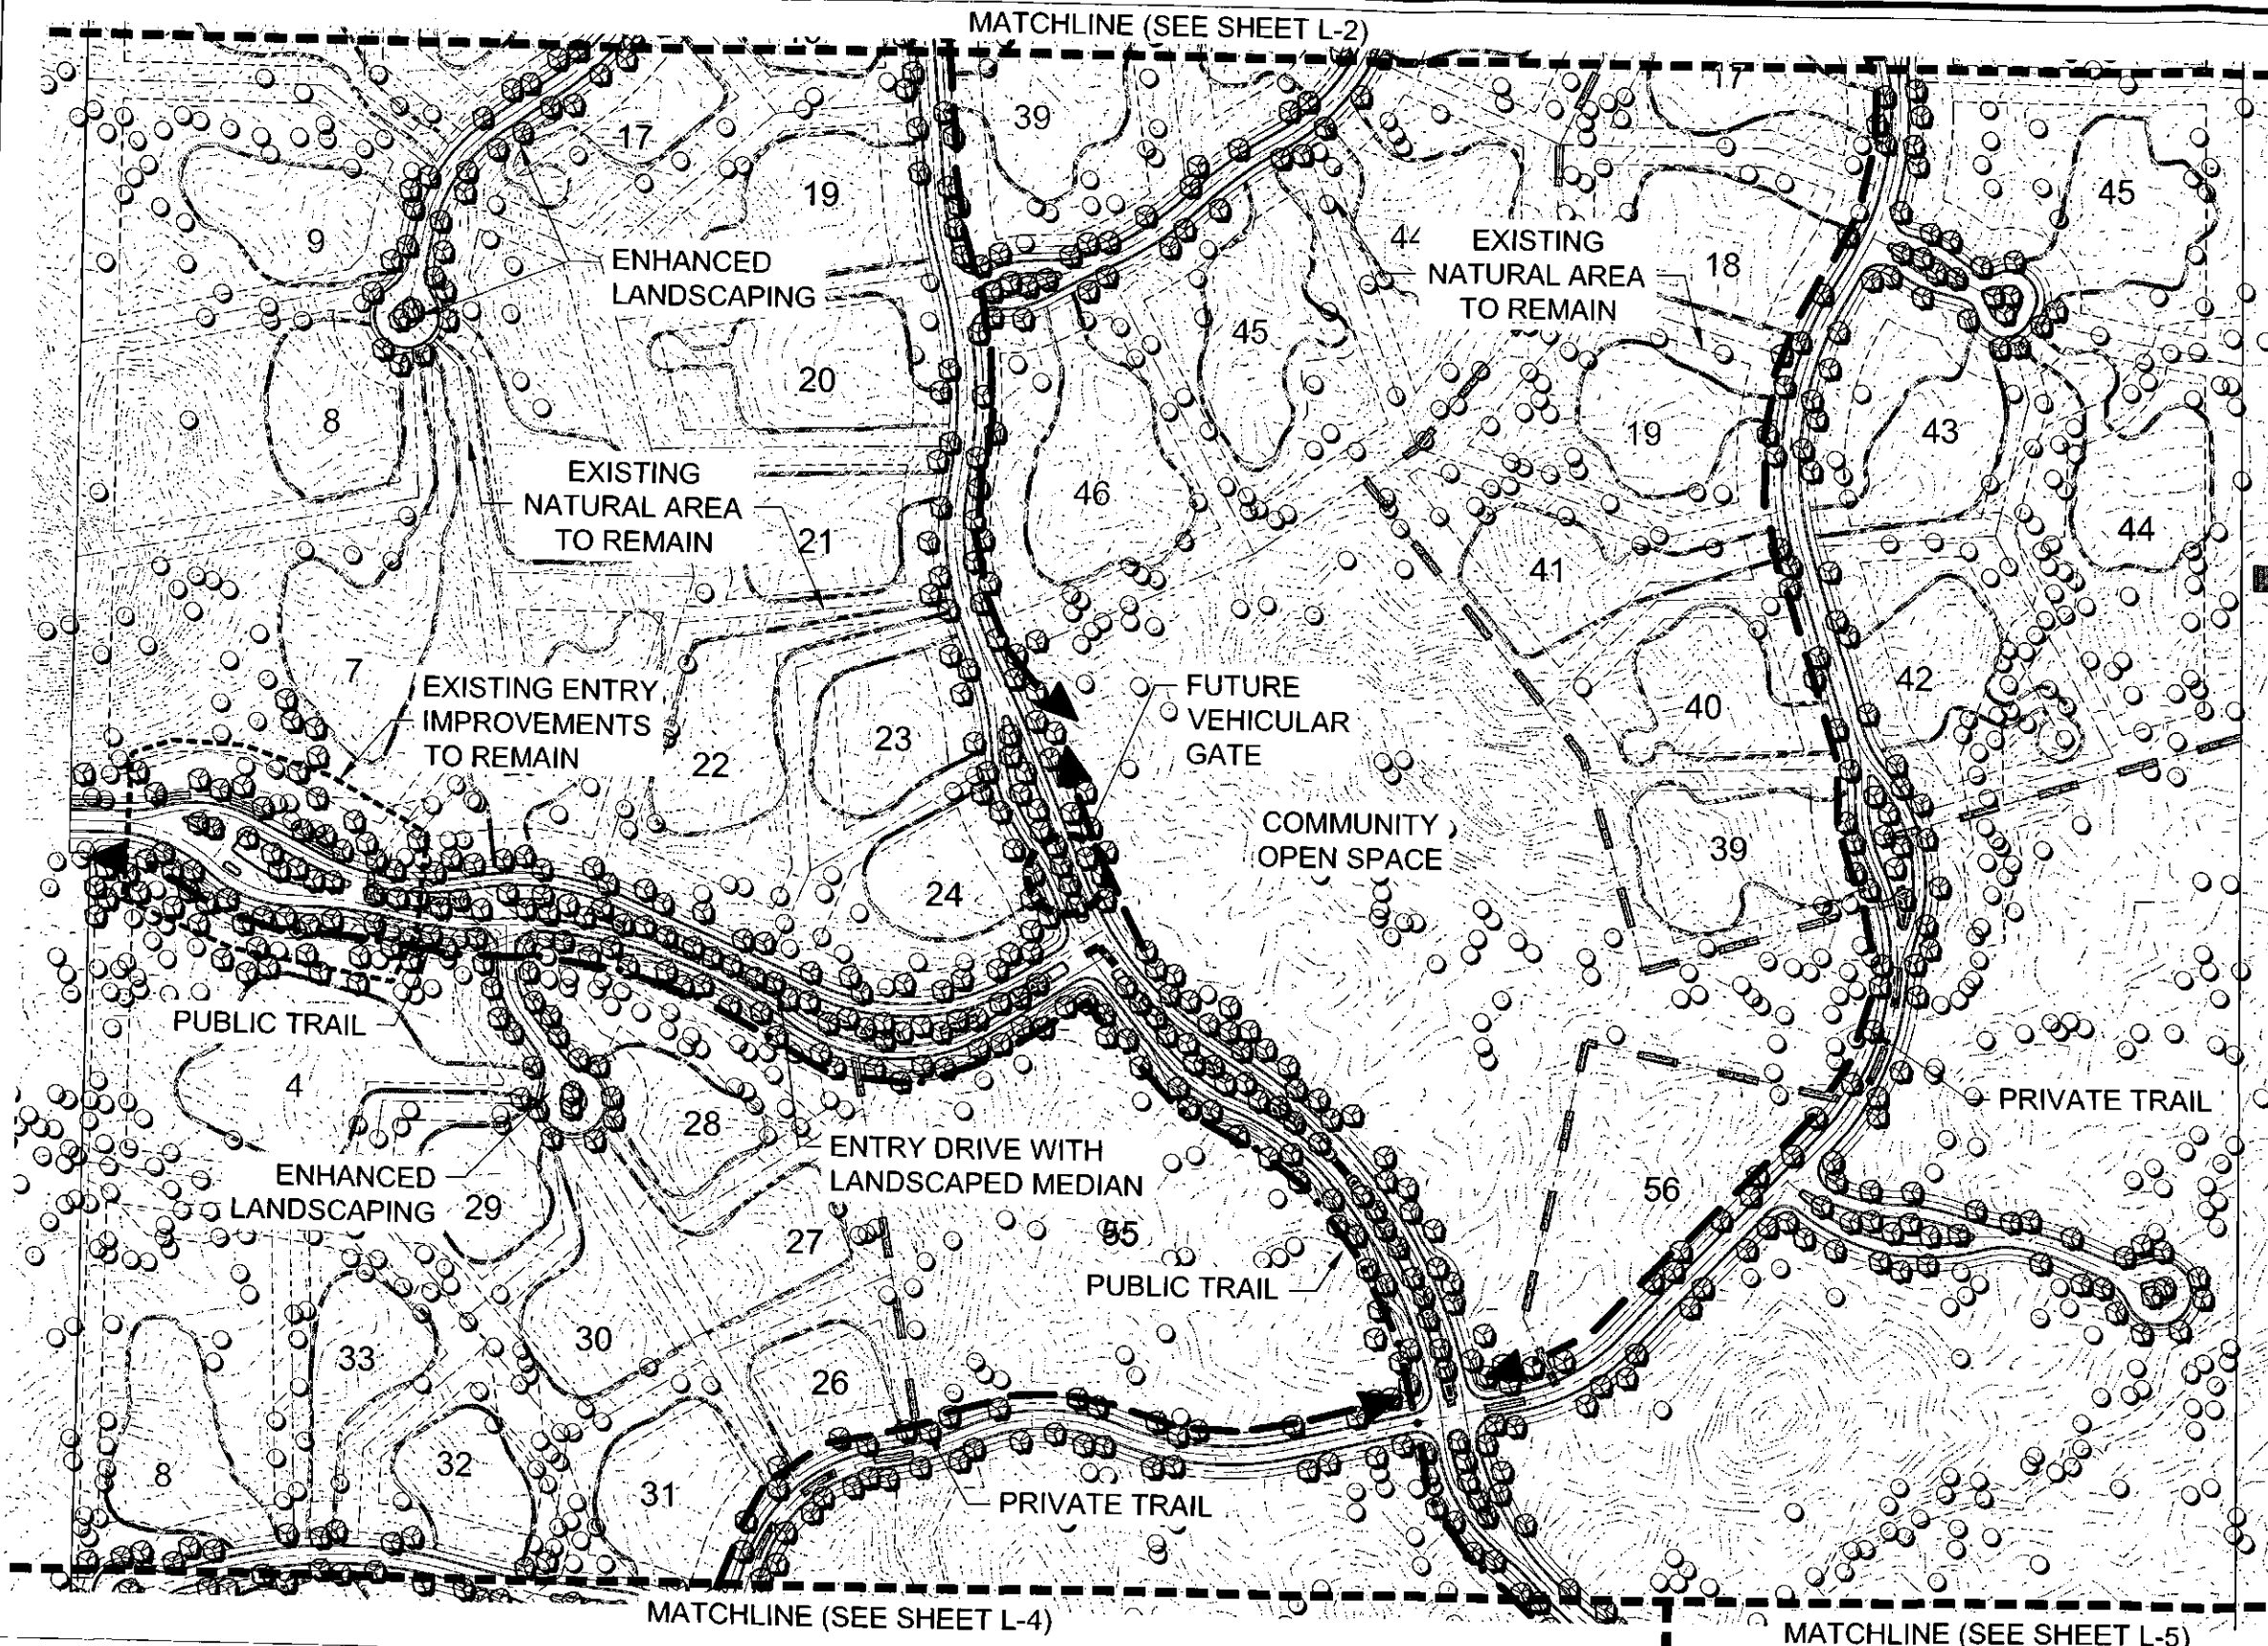 MATCHLINE (SEE SHEET L-2)
17
39
17
19
45
9
44
EXISTING
NATURAL AREA
TO REMAIN
18
ENHANCED
LANDSCAPING
45
20
8
19
43
EXISTING
NATURAL AREA
TO REMAIN
46
21
41
44
7
EXISTING ENTRY
IMPROVEMENTS
TO REMAIN
22
23
FUTURE
VEHICULAR
GATE
40
42
COMMUNITY
OPEN SPACE
39
24
PUBLIC TRAIL
4
28
PRIVATE TRAIL
ENTRY DRIVE WITH
LANDSCAPED MEDIAN
ENHANCED
LANDSCAPING
29
56
27
55
PUBLIC TRAIL
30
33
26
8
32
31
PRIVATE TRAIL
MATCHLINE (SEE SHEET L-4)
MATCHLINE (SEE SHEET L-5)